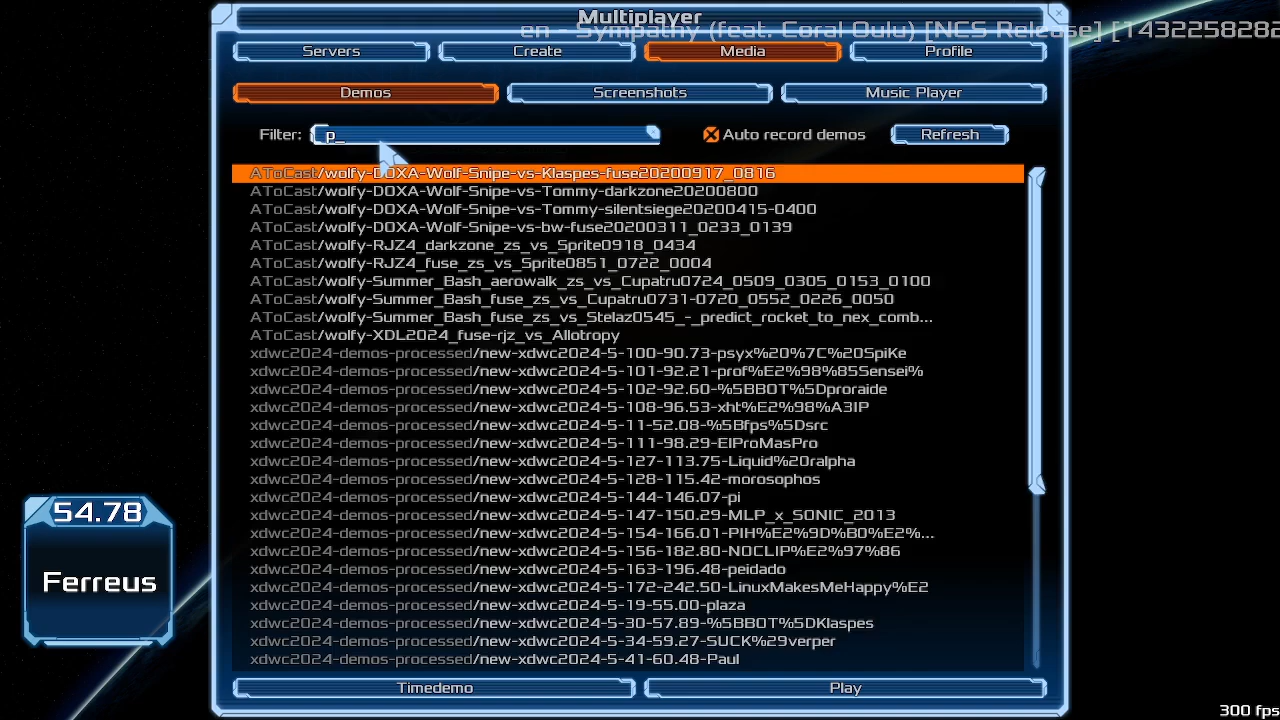 Multiplayer
en - Sympathy (feat. Coral Oulu) [NCS Release] [1432258282
Servers Create Media Profile
Demos Screenshots Music Player
Filter: p_ Auto record demos Refresh
AToCast/wolfy-DOXA-Wolf-Snipe-vs-Klaspes-fuse20200917_0816
AToCast/wolfy-DOXA-Wolf-Snipe-vs-Tommy-darkzone20200800
AToCast/wolfy-DOXA-Wolf-Snipe-vs-Tommy-silentsiege20200415-0400
AToCast/wolfy-DOXA-Wolf-Snipe-vs-bw-fuse20200311_0233_0139
AToCast/wolfy-RJZ4_darkzone_zs_vs_Sprite0918_0434
AToCast/wolfy-RJZ4_fuse_zs_vs_Sprite0851_0722_0004
AToCast/wolfy-Summer_Bash_aerowalk_zs_vs_Cupatru0724_0509_0305_0153_0100
AToCast/wolfy-Summer_Bash_fuse_zs_vs_Cupatru0731-0720_0552_0226_0050
AToCast/wolfy-Summer_Bash_fuse_zs_vs_Stelaz0545_-_predict_rocket_to_nex_comb...
AToCast/wolfy-XDL2024_fuse-rjz_vs_Allotropy
xdwc2024-demos-processed/new-xdwc2024-5-100-90.73-psyx%20%7C%20SpiKe
xdwc2024-demos-processed/new-xdwc2024-5-101-92.21-prof%E2%98%85Sensei%
xdwc2024-demos-processed/new-xdwc2024-5-102-92.60-%5BBOT%5Dproraide
xdwc2024-demos-processed/new-xdwc2024-5-108-96.53-xht%E2%98%A3IP
xdwc2024-demos-processed/new-xdwc2024-5-11-52.08-%5Bfps%5Dsrc
xdwc2024-demos-processed/new-xdwc2024-5-111-98.29-ElProMasPro
xdwc2024-demos-processed/new-xdwc2024-5-127-113.75-Liquid%20ralpha
xdwc2024-demos-processed/new-xdwc2024-5-128-115.42-morosophos
xdwc2024-demos-processed/new-xdwc2024-5-144-146.07-pi
xdwc2024-demos-processed/new-xdwc2024-5-147-150.29-MLP_x_SONIC_2013
xdwc2024-demos-processed/new-xdwc2024-5-154-166.01-PIH%E2%9D%B0%E2%...
xdwc2024-demos-processed/new-xdwc2024-5-156-182.80-NOCLIP%E2%97%86
xdwc2024-demos-processed/new-xdwc2024-5-163-196.48-peidado
xdwc2024-demos-processed/new-xdwc2024-5-172-242.50-LinuxMakesMeHappy%E2
xdwc2024-demos-processed/new-xdwc2024-5-19-55.00-plaza
xdwc2024-demos-processed/new-xdwc2024-5-30-57.89-%5BBOT%5DKlaspes
xdwc2024-demos-processed/new-xdwc2024-5-34-59.27-SUCK%29verper
xdwc2024-demos-processed/new-xdwc2024-5-41-60.48-Paul
Timedemo Play
54.78
Ferreus
300 fps